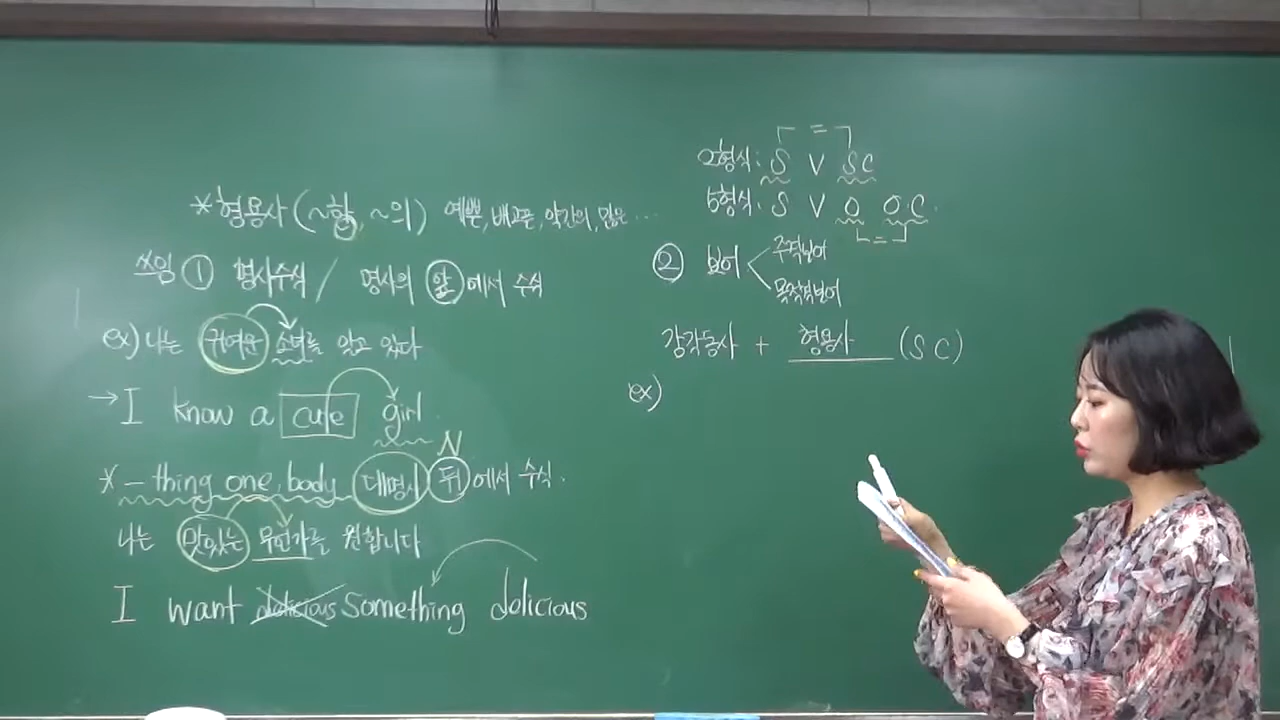 *형용사(~한, ~의) 예쁜, 배고픈, 약간의, 많은 ...
쓰임 ① 명사수식 / 명사의 앞에서 수식
ex) 나는 귀여운 소녀를 알고 있다
→ I know a cute girl.
N
* -thing one, body 대명사 뒤에서 수식.
나는 맛있는 무언가를 원합니다
I want delicious something delicious
=
2형식: S V SC
5형식: S V O O.C.
=
② 보어 < 주격보어
목적격보어
감각동사 + 형용사 (SC)
ex)